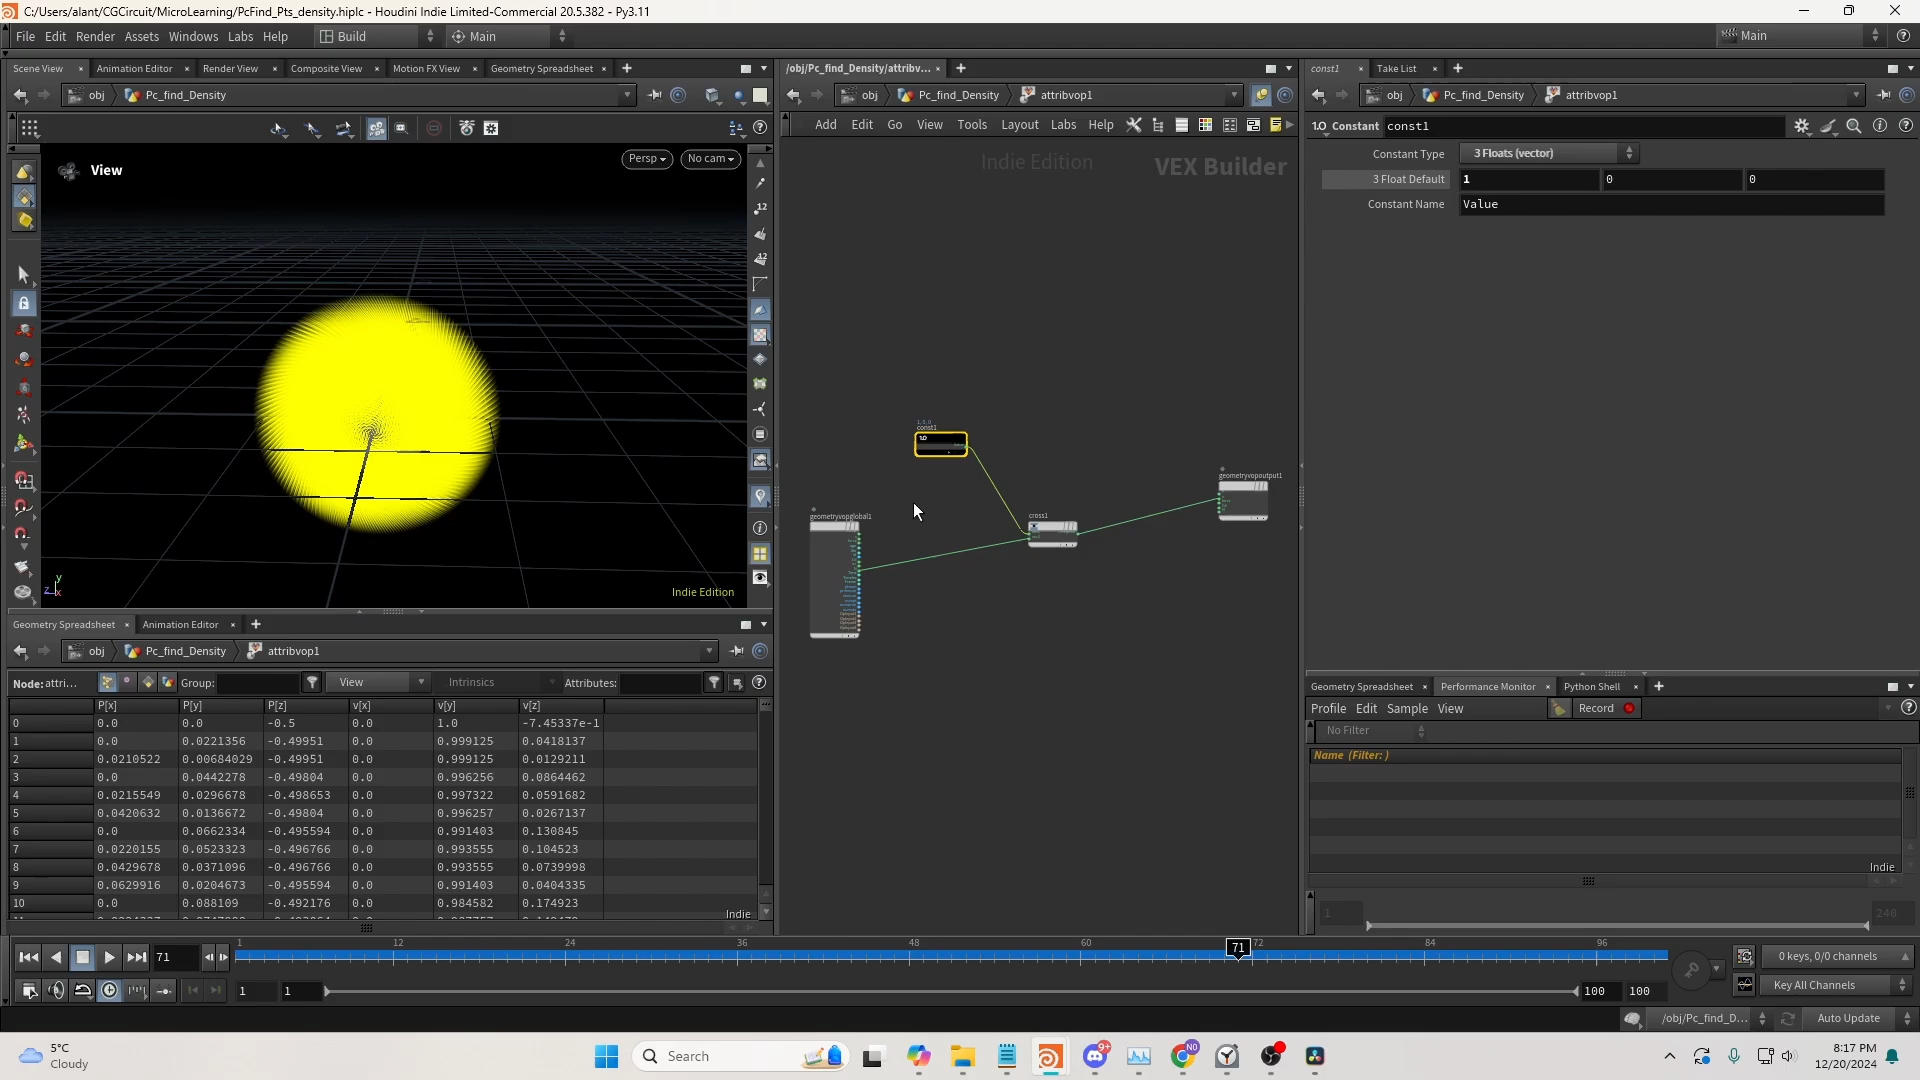 C:/Users/alant/CGCircuit/MicroLearning/PcFind_Pts_density.hiplc - Houdini Indie Limited-Commercial 20.5.382 - Py3.11
File Edit Render Assets Windows Labs Help Build Main Main
Scene View Animation Editor Render View Composite View Motion FX View Geometry Spreadsheet
obj Pc_find_Density
View
Persp No cam
12
12
Indie Edition
y
z x
Geometry Spreadsheet Animation Editor
obj Pc_find_Density attribvop1
Node: attri... Group: View Intrinsics Attributes:
P[x] P[y] P[z] v[x] v[y] v[z]
0 0.0 0.0 -0.5 0.0 1.0 -7.45337e-1
1 0.0 0.0221356 -0.49951 0.0 0.999125 0.0418137
2 0.0210522 0.00684029 -0.49951 0.0 0.999125 0.0129211
3 0.0 0.0442278 -0.49804 0.0 0.996256 0.0864462
4 0.0215549 0.0296678 -0.498653 0.0 0.997322 0.0591682
5 0.0420632 0.0136672 -0.49804 0.0 0.996257 0.0267137
6 0.0 0.0662334 -0.495594 0.0 0.991403 0.130845
7 0.0220155 0.0523323 -0.496766 0.0 0.993555 0.104523
8 0.0429678 0.0371096 -0.496766 0.0 0.993555 0.0739998
9 0.0629916 0.0204673 -0.495594 0.0 0.991403 0.0404335
10 0.0 0.088109 -0.492176 0.0 0.984582 0.174923
Indie
/obj/Pc_find_Density/attribv...
obj Pc_find_Density attribvop1
Add Edit Go View Tools Layout Labs Help
Indie Edition VEX Builder
1,0,0
const1
geometryvopglobal1
cross1
geometryvopoutput1
const1 Take List
obj Pc_find_Density attribvop1
1.0 Constant const1
Constant Type 3 Floats (vector)
3 Float Default 1 0 0
Constant Name Value
Geometry Spreadsheet Performance Monitor Python Shell
Profile Edit Sample View Record
No Filter
Name (Filter: )
Indie
1 240
71 1 12 24 36 48 60 71 72 84 96
0 keys, 0/0 channels
1 1 100 100 Key All Channels
/obj/Pc_find_D... Auto Update
5°C
Cloudy
Search
9+
N0
8:17 PM
12/20/2024